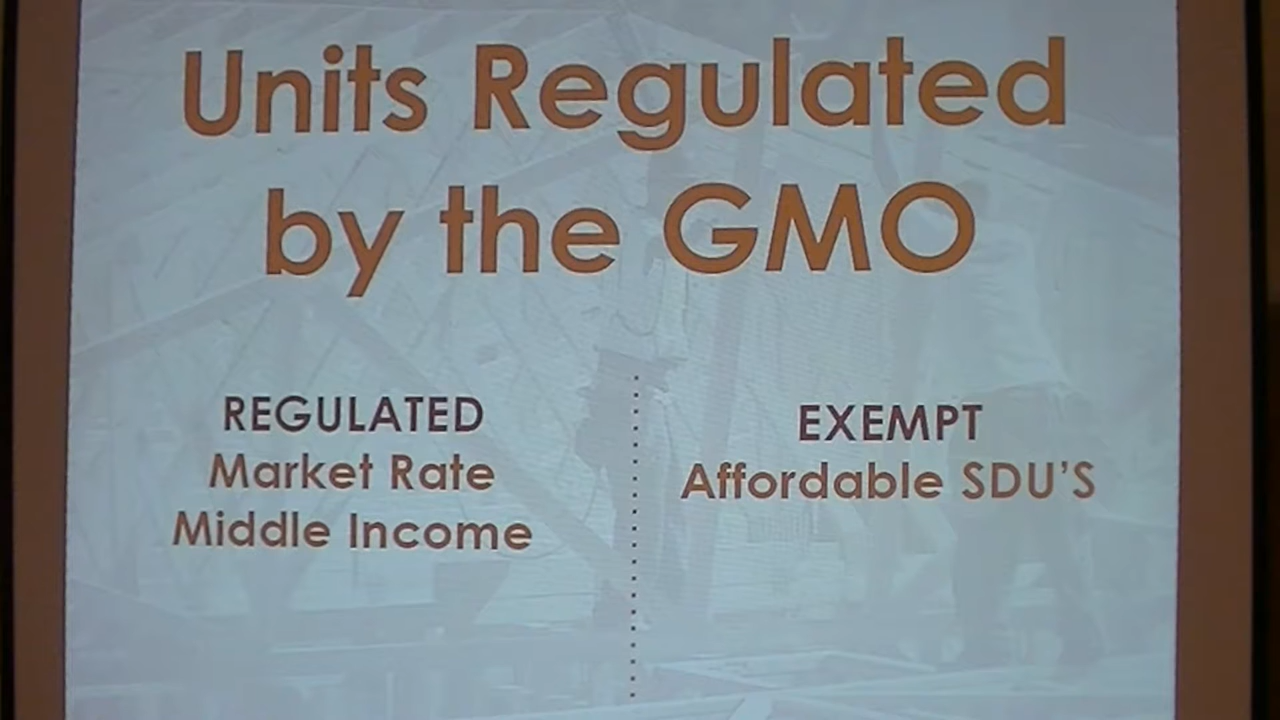 Units Regulated
by the GMO
REGULATED
Market Rate
Middle Income
EXEMPT
Affordable SDU'S